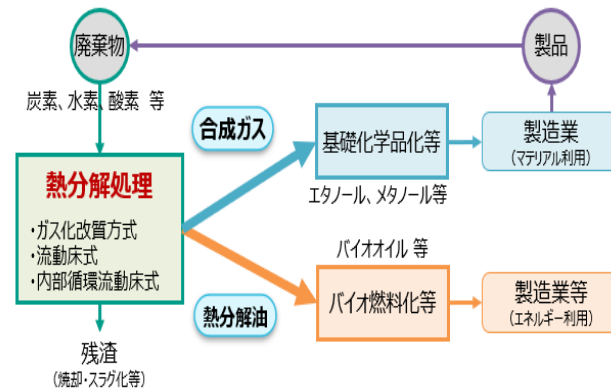 廃棄物
製品
炭素、水素、酸素 等
合成ガス
基礎化学品化等
製造業
(マテリアル利用)
エタノール、メタノール等
熱分解処理
・ガス化改質方式
・流動床式
・内部循環流動床式
バイオオイル 等
バイオ燃料化等
製造業等
(エネルギー利用)
熱分解油
残渣
(焼却・スラグ化等)